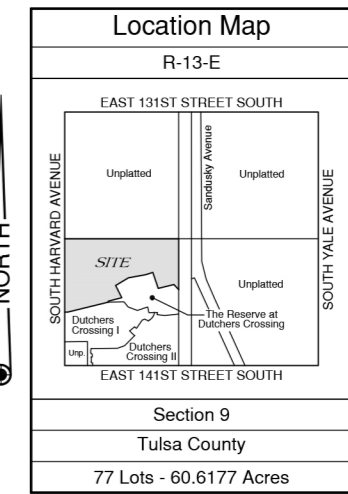 Location Map
R-13-E
EAST 131ST STREET SOUTH
SOUTH HARVARD AVENUE
Unplatted
Sandusky Avenue
Unplatted
SOUTH YALE AVENUE
NORTH
SITE
Unplatted
The Reserve at
Dutchers Crossing
Dutchers
Crossing I
Unp.
Dutchers
Crossing II
EAST 141ST STREET SOUTH
Section 9
Tulsa County
77 Lots - 60.6177 Acres